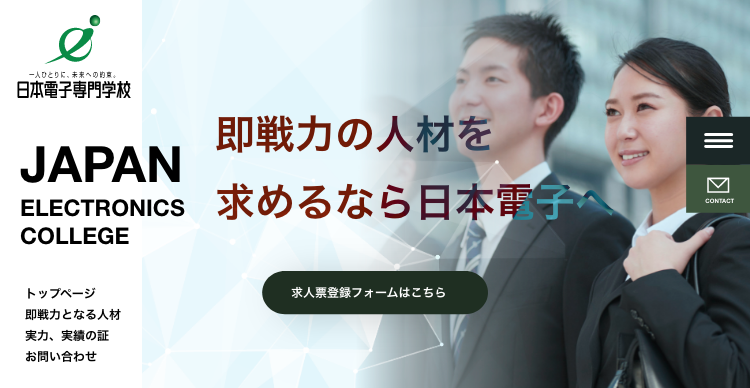 一人ひとりに、未来への約束。
日本電子専門学校
JAPAN
ELECTRONICS
COLLEGE
トップページ
即戦力となる人材
実力、実績の証
お問い合わせ
即戦力の人材を
求めるなら日本電子へ
求人票登録フォームはこちら
CONTACT